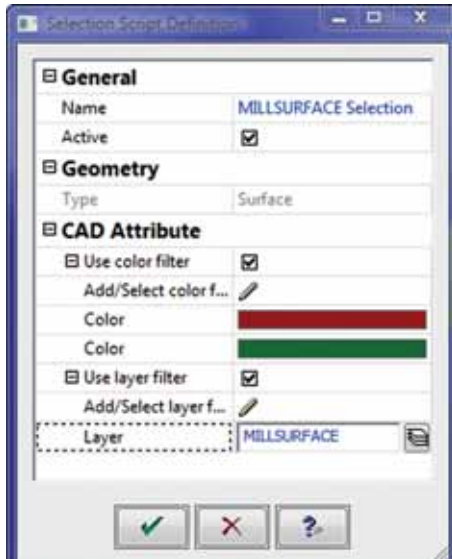 Selection Script Definition
General
Name MILLSURFACE Selection
Active
Geometry
Type Surface
CAD Attribute
Use color filter
Add/Select color f...
Color
Color
Use layer filter
Add/Select layer f...
Layer MILLSURFACE